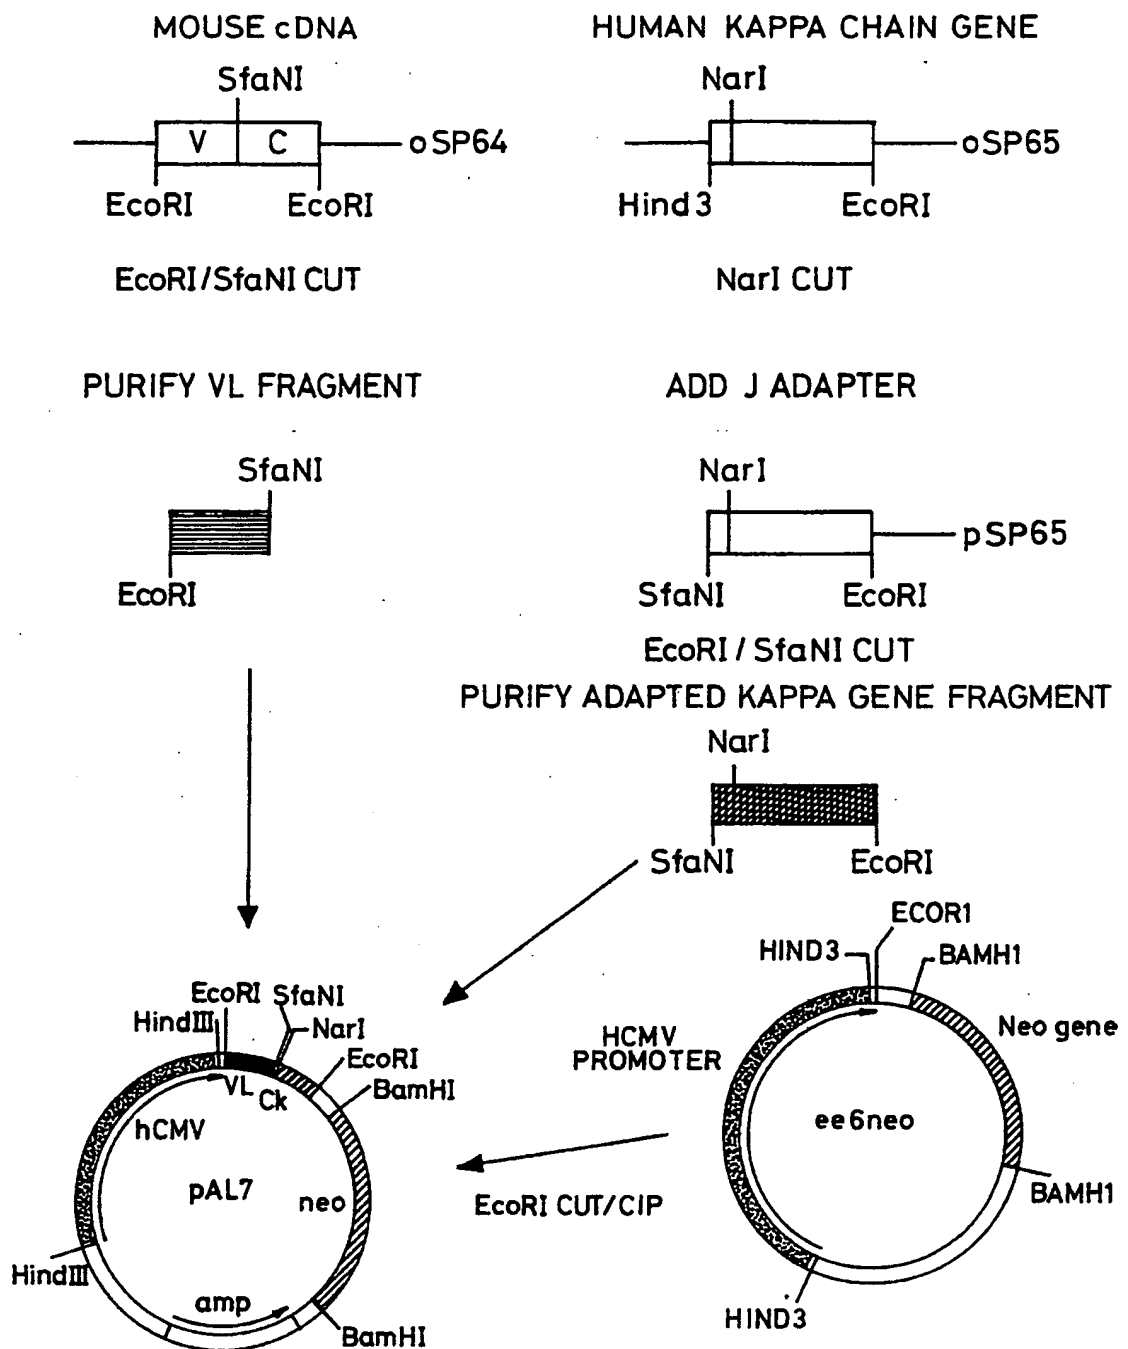 MOUSE cDNA
SfaNI
V
C
oSP64
EcoRI
EcoRI
EcoRI/SfaNI CUT
HUMAN KAPPA CHAIN GENE
NarI
oSP65
Hind3
EcoRI
NarI CUT
PURIFY VL FRAGMENT
SfaNI
EcoRI
ADD J ADAPTER
NarI
pSP65
SfaNI
EcoRI
EcoRI / SfaNI CUT
PURIFY ADAPTED KAPPA GENE FRAGMENT
NarI
SfaNI
EcoRI
EcoRI
SfaNI
HindIII
NarI
EcoRI
BamHI
VL
Ck
hCMV
pAL7
neo
HindIII
amp
BamHI
EcoRI CUT/CIP
ECOR1
HIND3
BAMH1
HCMV
PROMOTER
Neo gene
ee6neo
BAMH1
HIND3